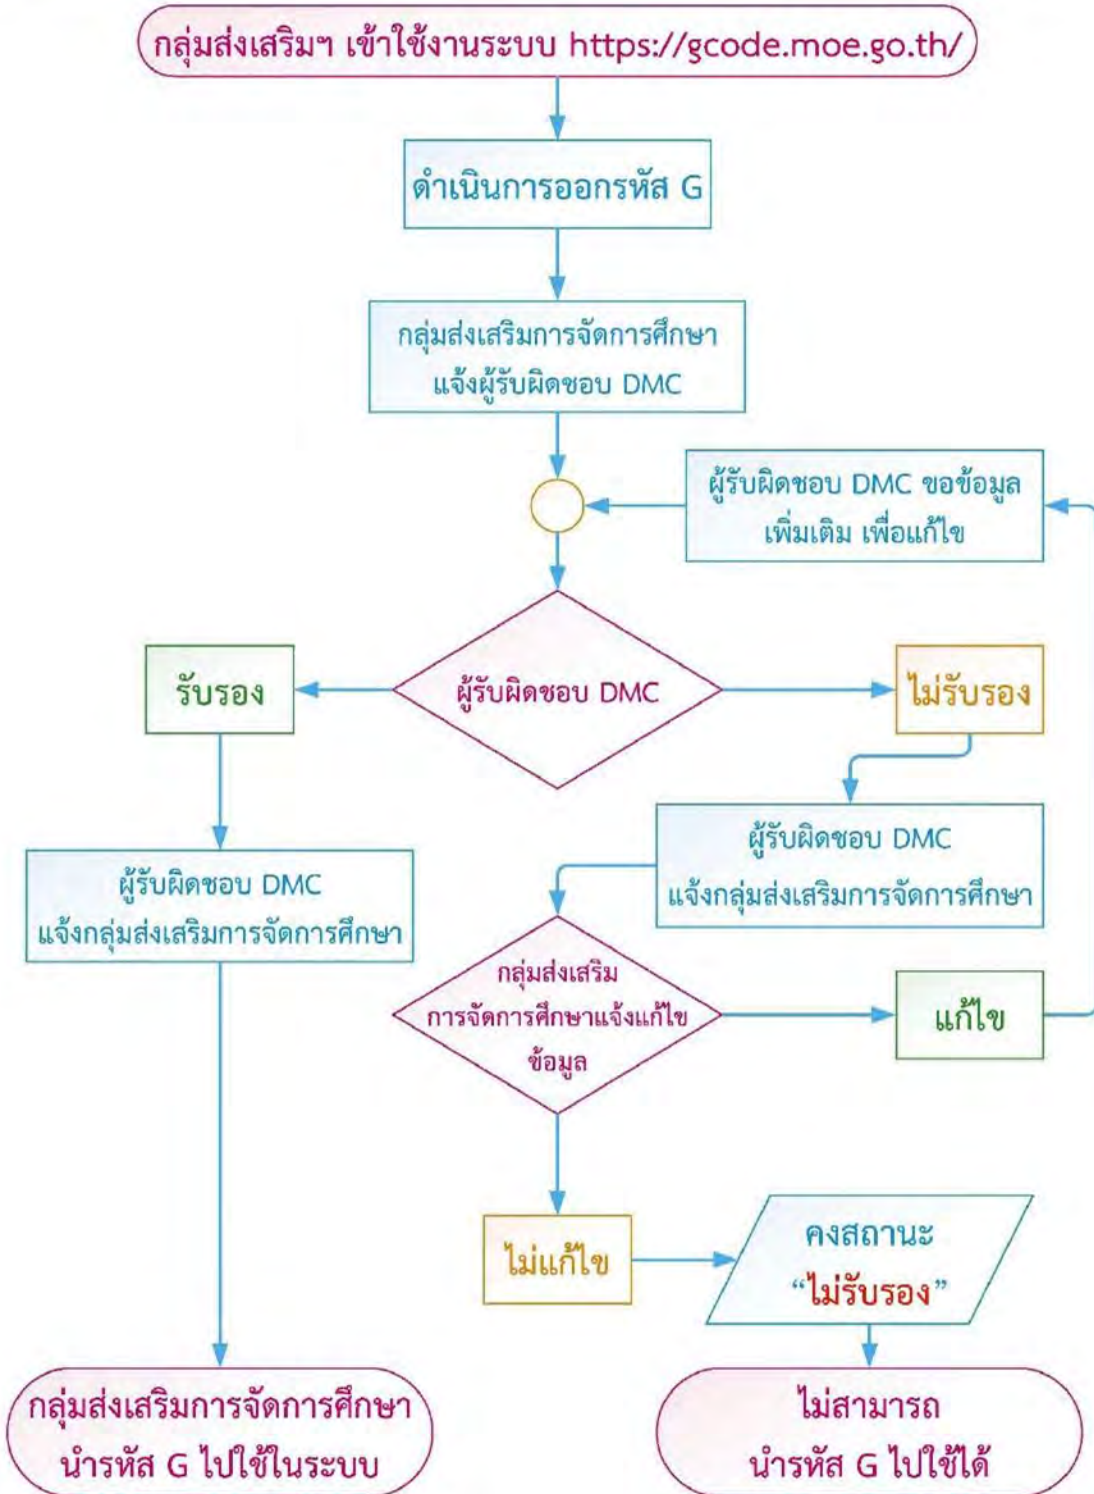 กลุ่มส่งเสริมฯ เข้าใช้งานระบบ https://gcode.moe.go.th/
ดำเนินการออกรหัส G
กลุ่มส่งเสริมการจัดการศึกษา
แจ้งผู้รับผิดชอบ DMC
ผู้รับผิดชอบ DMC ขอข้อมูล
เพิ่มเติม เพื่อแก้ไข
รับรอง
ผู้รับผิดชอบ DMC
ไม่รับรอง
ผู้รับผิดชอบ DMC
แจ้งกลุ่มส่งเสริมการจัดการศึกษา
ผู้รับผิดชอบ DMC
แจ้งกลุ่มส่งเสริมการจัดการศึกษา
กลุ่มส่งเสริม
การจัดการศึกษาแจ้งแก้ไข
ข้อมูล
แก้ไข
ไม่แก้ไข
คงสถานะ
“ไม่รับรอง”
กลุ่มส่งเสริมการจัดการศึกษา
นำรหัส G ไปใช้ในระบบ
ไม่สามารถ
นำรหัส G ไปใช้ได้